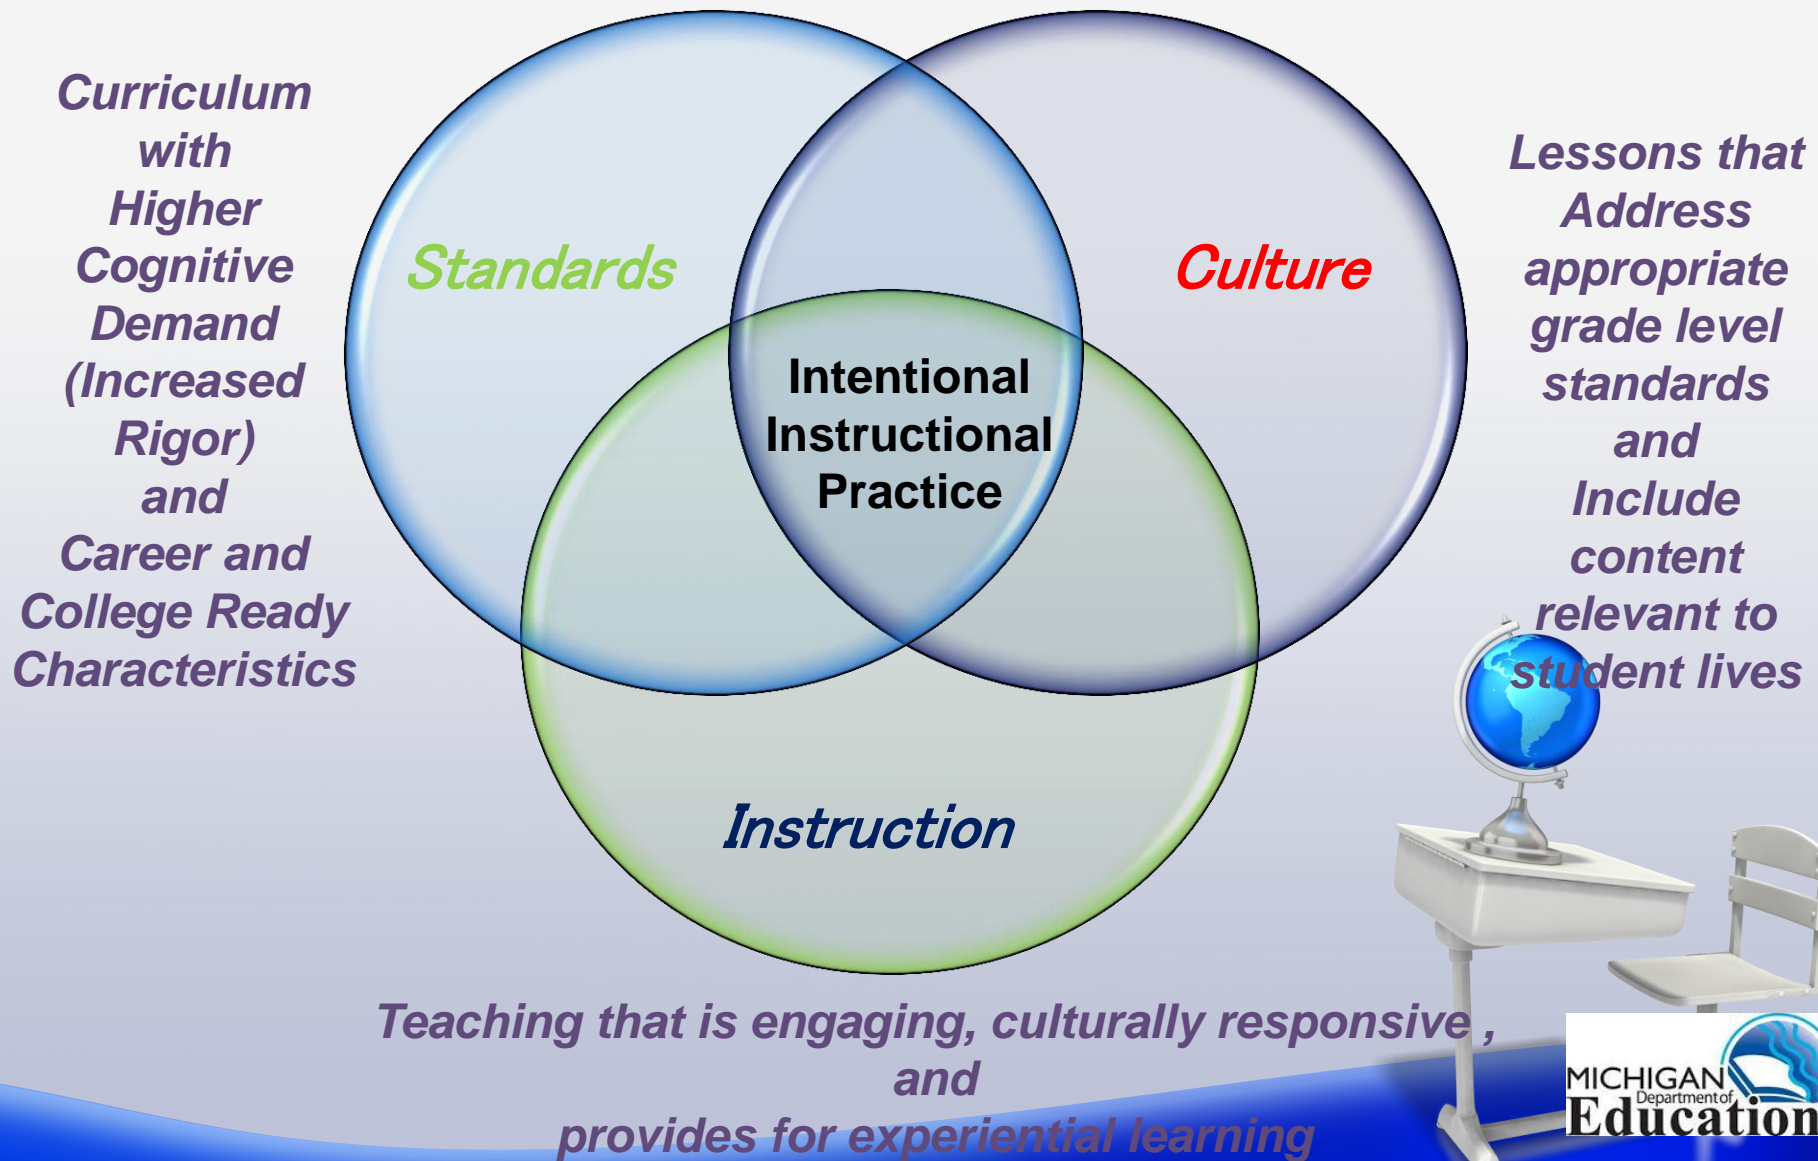 Curriculum
with
Higher
Cognitive
Demand
(Increased
Rigor)
and
Career and
College Ready
Characteristics
Standards
Culture
Intentional
Instructional
Practice
Instruction
Lessons that
Address
appropriate
grade level
standards
and
Include
content
relevant to
student lives
Teaching that is engaging, culturally responsive ,
and
provides for experiential learning
MICHIGAN
Department of
Education